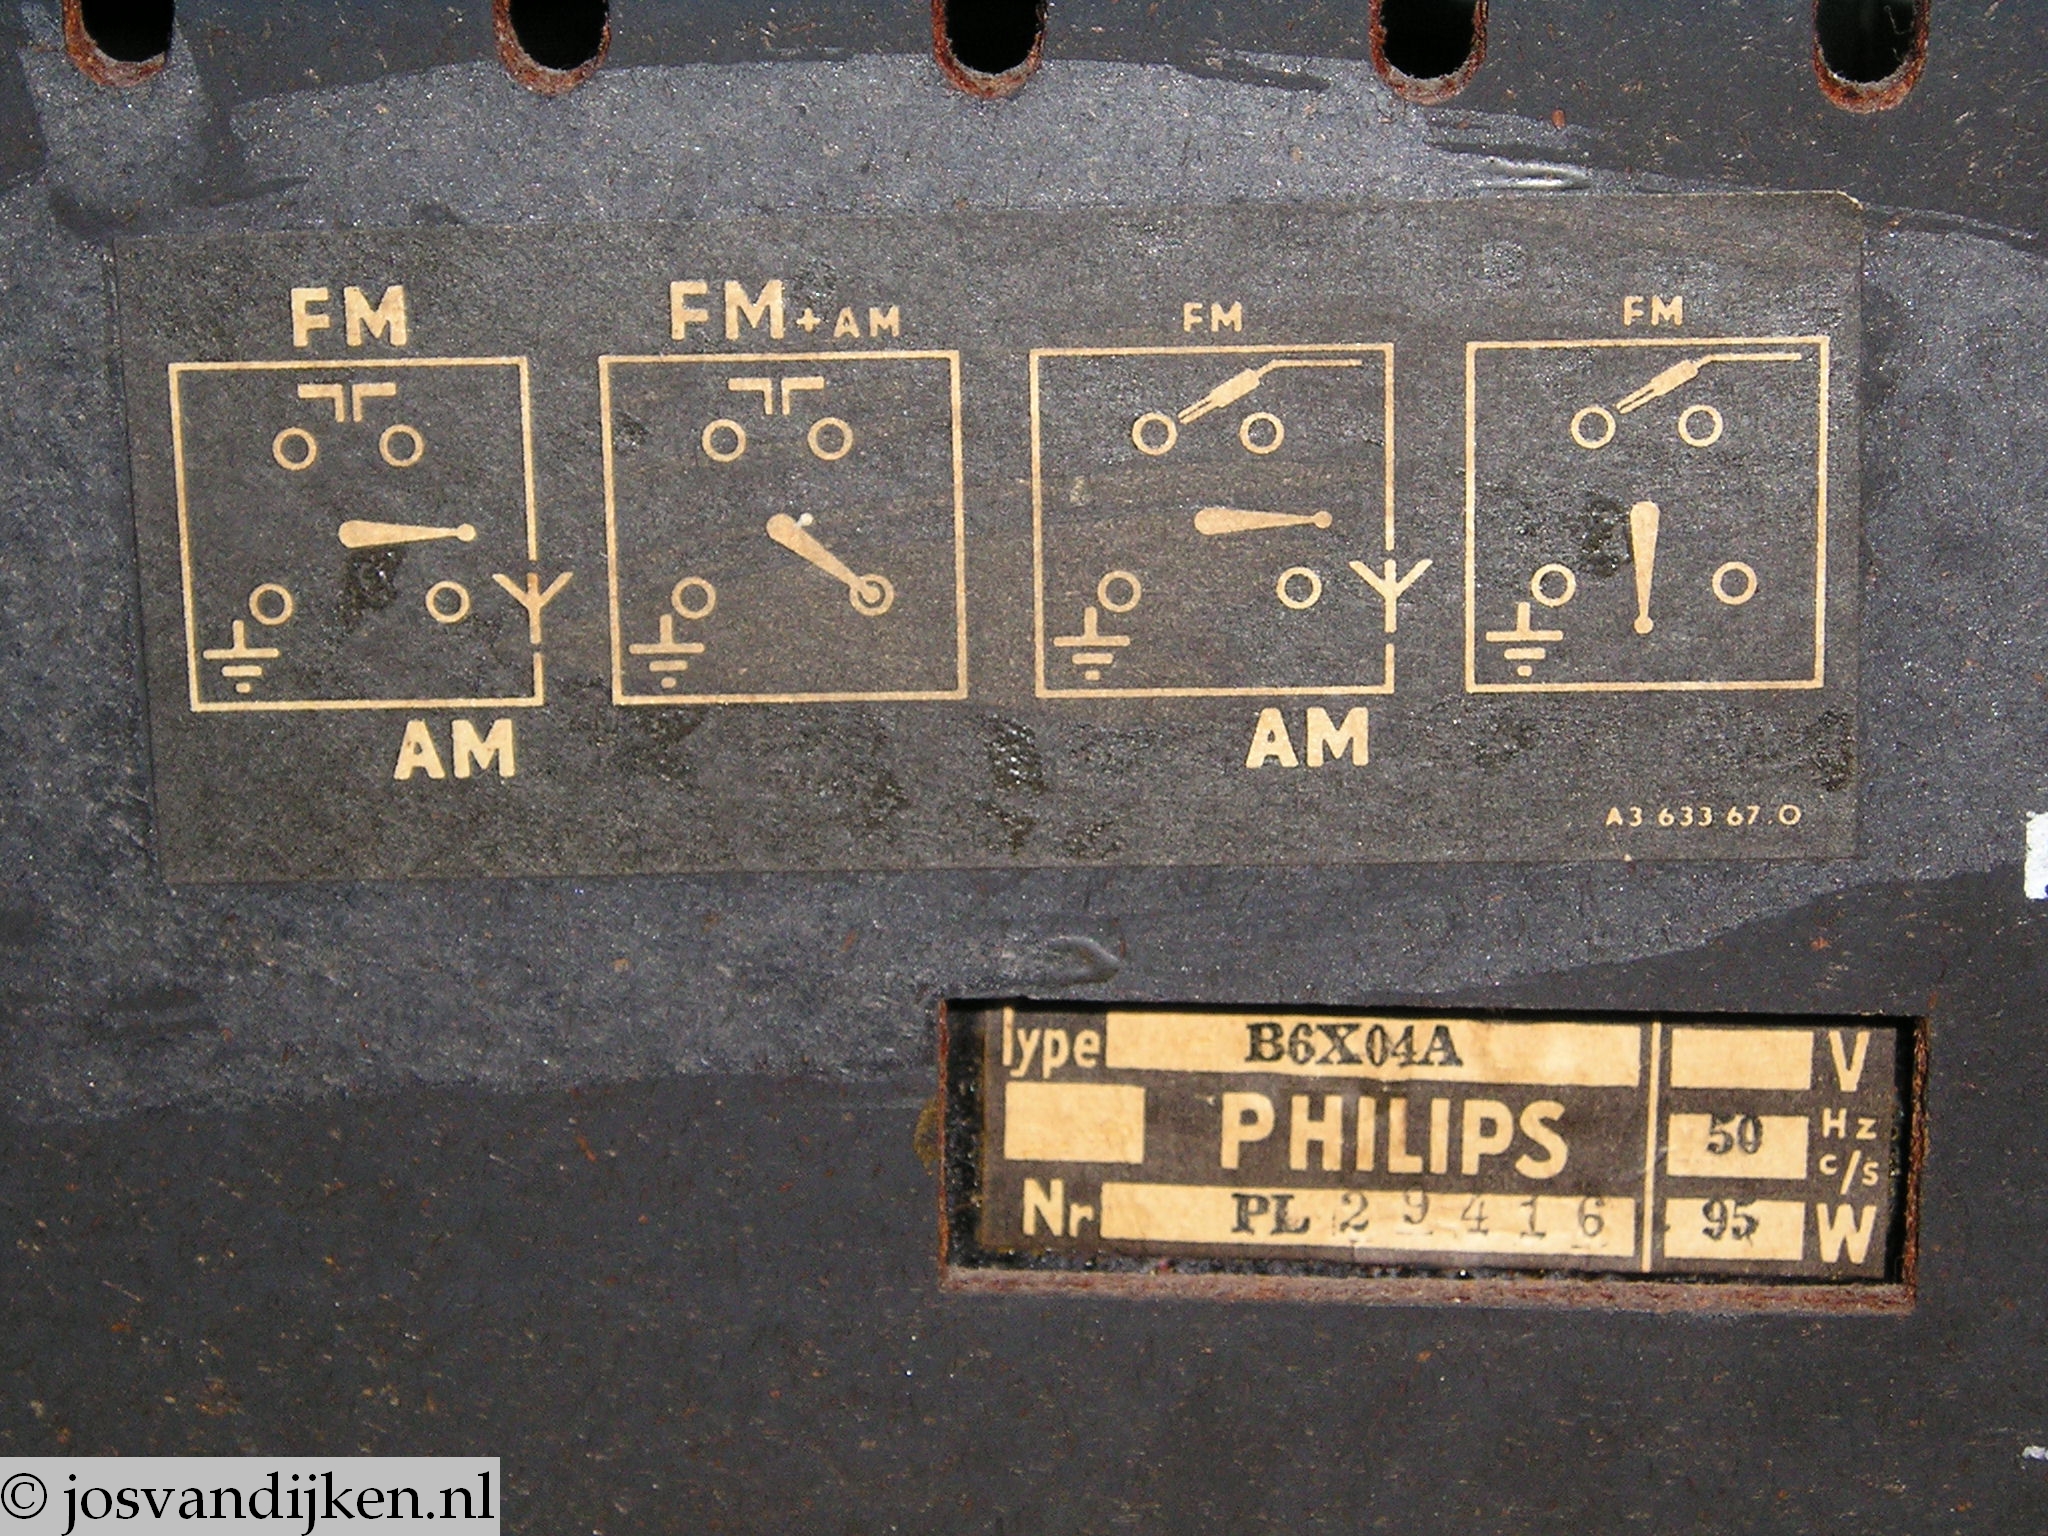 FM FM + AM FM FM
AM AM
A3 633 67.0
Type B6X04A V
PHILIPS 50 Hz c/s
Nr PL 29416 95 W
© josvandijken.nl